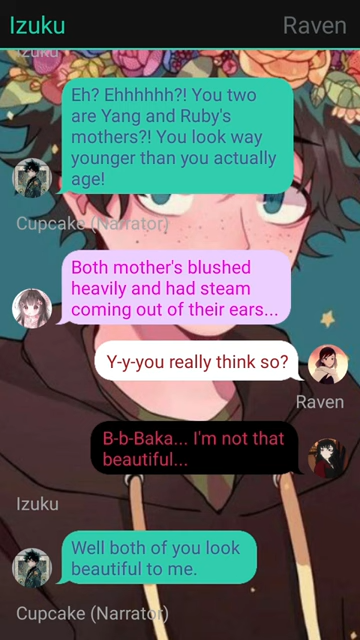 Izuku
Raven
Izuku
Eh? Ehhhhhh?! You two
are Yang and Ruby's
mothers?! You look way
younger than you actually
age!
Cupcake (Narrator)
Both mother's blushed
heavily and had steam
coming out of their ears...
Y-y-you really think so?
Raven
B-b-Baka... I'm not that
beautiful...
Izuku
Well both of you look
beautiful to me.
Cupcake (Narrator)